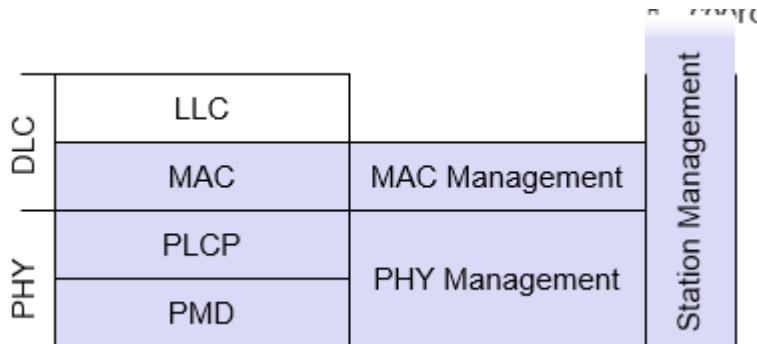 DLC
LLC
MAC
MAC Management
PHY
PLCP
PHY Management
PMD
Station Management